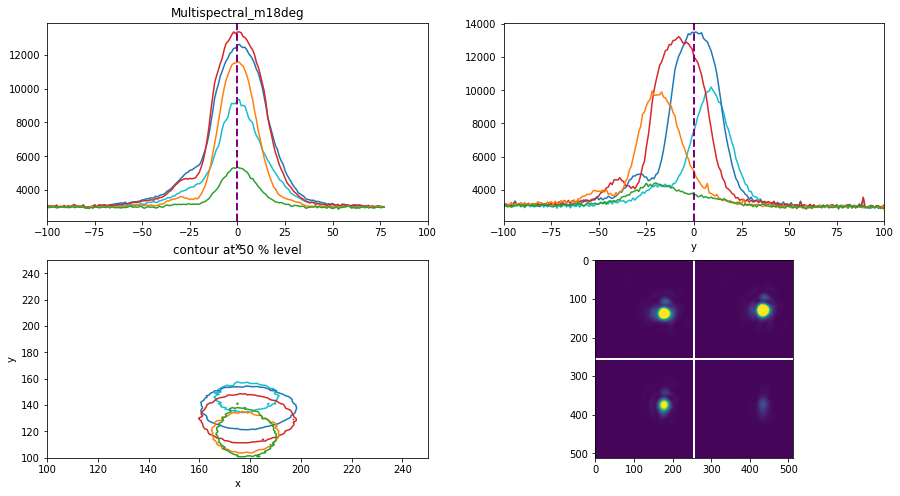 Multispectral_m18deg
12000
10000
8000
6000
4000
−100 −75 −50 −25 0 25 50 75 100
x
14000
12000
10000
8000
6000
4000
−100 −75 −50 −25 0 25 50 75 100
y
contour at 50 % level
240
220
200
180
160
140
120
100
y
100 120 140 160 180 200 220 240
x
0
100
200
300
400
500
0 100 200 300 400 500